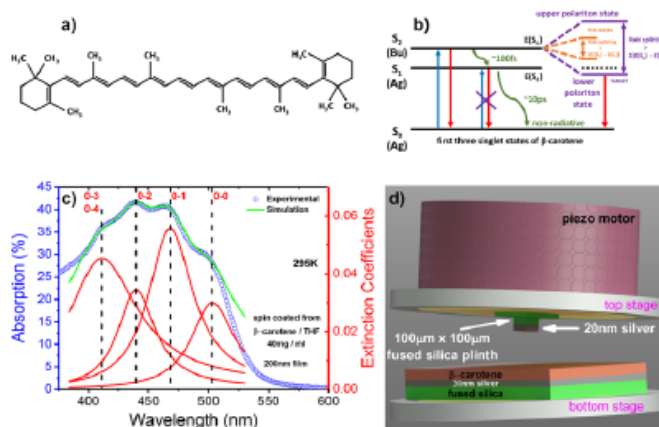 a)
CH₃
CH₃
H₃C
H₃C
CH₃
H₃C
CH₃
CH₃
CH₃
CH₃
b)
upper polariton state
S₂
(Bu)
E(S₂)
~100fs
S₁
(Ag)
E(S₁)
lower
polariton
state
TARGET
~10ps
non-radiative
S₀
(Ag)
first three singlet states of β-carotene
c)
0-3
0-4
0-2
0-1
0-0
Experimental
Simulation
295K
spin coated from
β-carotene / THF
40mg / ml
200nm film
Absorption (%)
45
40
35
30
25
20
15
10
5
0
400
450
500
550
600
Wavelength (nm)
0.06
0.04
0.02
0.00
Extinction Coefficients
d)
piezo motor
top stage
100µm x 100µm
fused silica plinth
20nm silver
β-carotene
20nm silver
fused silica
bottom stage